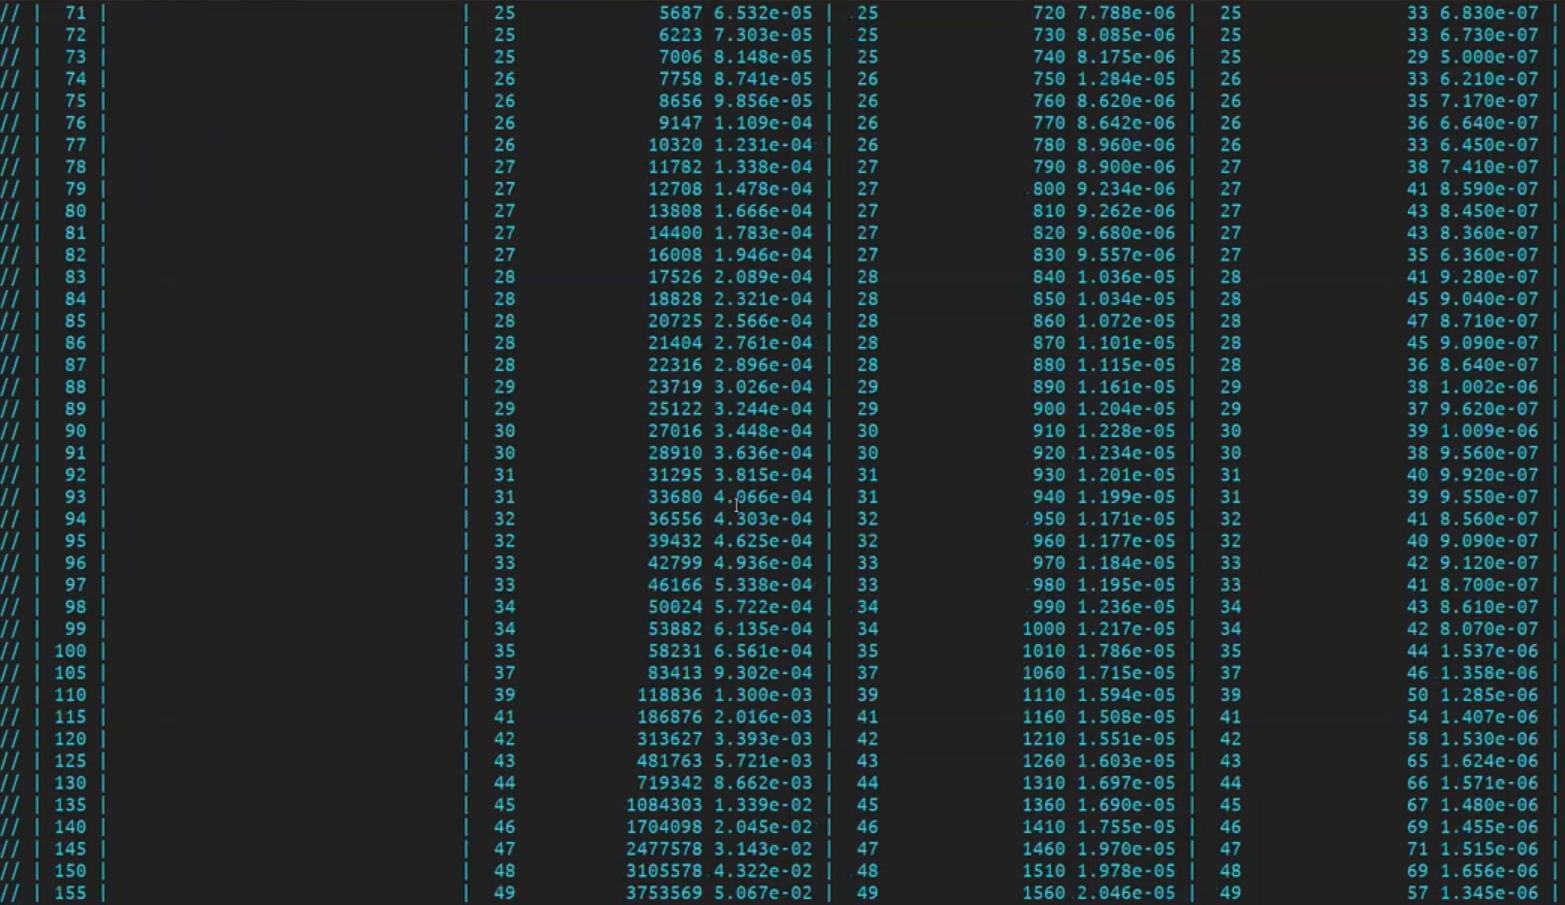 // | 71 | | 25 5687 6.532e-05 | 25 720 7.788e-06 | 25 33 6.830e-07 |
// | 72 | | 25 6223 7.303e-05 | 25 730 8.085e-06 | 25 33 6.730e-07 |
// | 73 | | 25 7006 8.148e-05 | 25 740 8.175e-06 | 25 29 5.000e-07 |
// | 74 | | 26 7758 8.741e-05 | 26 750 1.284e-05 | 26 33 6.210e-07 |
// | 75 | | 26 8656 9.856e-05 | 26 760 8.620e-06 | 26 35 7.170e-07 |
// | 76 | | 26 9147 1.109e-04 | 26 770 8.642e-06 | 26 36 6.640e-07 |
// | 77 | | 26 10320 1.231e-04 | 26 780 8.960e-06 | 26 33 6.450e-07 |
// | 78 | | 27 11782 1.338e-04 | 27 790 8.900e-06 | 27 38 7.410e-07 |
// | 79 | | 27 12708 1.478e-04 | 27 800 9.234e-06 | 27 41 8.590e-07 |
// | 80 | | 27 13808 1.666e-04 | 27 810 9.262e-06 | 27 43 8.450e-07 |
// | 81 | | 27 14400 1.783e-04 | 27 820 9.680e-06 | 27 43 8.360e-07 |
// | 82 | | 27 16008 1.946e-04 | 27 830 9.557e-06 | 27 35 6.360e-07 |
// | 83 | | 28 17526 2.089e-04 | 28 840 1.036e-05 | 28 41 9.280e-07 |
// | 84 | | 28 18828 2.321e-04 | 28 850 1.034e-05 | 28 45 9.040e-07 |
// | 85 | | 28 20725 2.566e-04 | 28 860 1.072e-05 | 28 47 8.710e-07 |
// | 86 | | 28 21404 2.761e-04 | 28 870 1.101e-05 | 28 45 9.090e-07 |
// | 87 | | 28 22316 2.896e-04 | 28 880 1.115e-05 | 28 36 8.640e-07 |
// | 88 | | 29 23719 3.026e-04 | 29 890 1.161e-05 | 29 38 1.002e-06 |
// | 89 | | 29 25122 3.244e-04 | 29 900 1.204e-05 | 29 37 9.620e-07 |
// | 90 | | 30 27016 3.448e-04 | 30 910 1.228e-05 | 30 39 1.009e-06 |
// | 91 | | 30 28910 3.636e-04 | 30 920 1.234e-05 | 30 38 9.560e-07 |
// | 92 | | 31 31295 3.815e-04 | 31 930 1.201e-05 | 31 40 9.920e-07 |
// | 93 | | 31 33680 4.066e-04 | 31 940 1.199e-05 | 31 39 9.550e-07 |
// | 94 | | 32 36556 4.303e-04 | 32 950 1.171e-05 | 32 41 8.560e-07 |
// | 95 | | 32 39432 4.625e-04 | 32 960 1.177e-05 | 32 40 9.090e-07 |
// | 96 | | 33 42799 4.936e-04 | 33 970 1.184e-05 | 33 42 9.120e-07 |
// | 97 | | 33 46166 5.338e-04 | 33 980 1.195e-05 | 33 41 8.700e-07 |
// | 98 | | 34 50024 5.722e-04 | 34 990 1.236e-05 | 34 43 8.610e-07 |
// | 99 | | 34 53882 6.135e-04 | 34 1000 1.217e-05 | 34 42 8.070e-07 |
// | 100 | | 35 58231 6.561e-04 | 35 1010 1.786e-05 | 35 44 1.537e-06 |
// | 105 | | 37 83413 9.302e-04 | 37 1060 1.715e-05 | 37 46 1.358e-06 |
// | 110 | | 39 118836 1.300e-03 | 39 1110 1.594e-05 | 39 50 1.285e-06 |
// | 115 | | 41 186876 2.016e-03 | 41 1160 1.508e-05 | 41 54 1.407e-06 |
// | 120 | | 42 313627 3.393e-03 | 42 1210 1.551e-05 | 42 58 1.530e-06 |
// | 125 | | 43 481763 5.721e-03 | 43 1260 1.603e-05 | 43 65 1.624e-06 |
// | 130 | | 44 719342 8.662e-03 | 44 1310 1.697e-05 | 44 66 1.571e-06 |
// | 135 | | 45 1084303 1.339e-02 | 45 1360 1.690e-05 | 45 67 1.480e-06 |
// | 140 | | 46 1704098 2.045e-02 | 46 1410 1.755e-05 | 46 69 1.455e-06 |
// | 145 | | 47 2477578 3.143e-02 | 47 1460 1.970e-05 | 47 71 1.515e-06 |
// | 150 | | 48 3105578 4.322e-02 | 48 1510 1.978e-05 | 48 69 1.656e-06 |
// | 155 | | 49 3753569 5.067e-02 | 49 1560 2.046e-05 | 49 57 1.345e-06 |